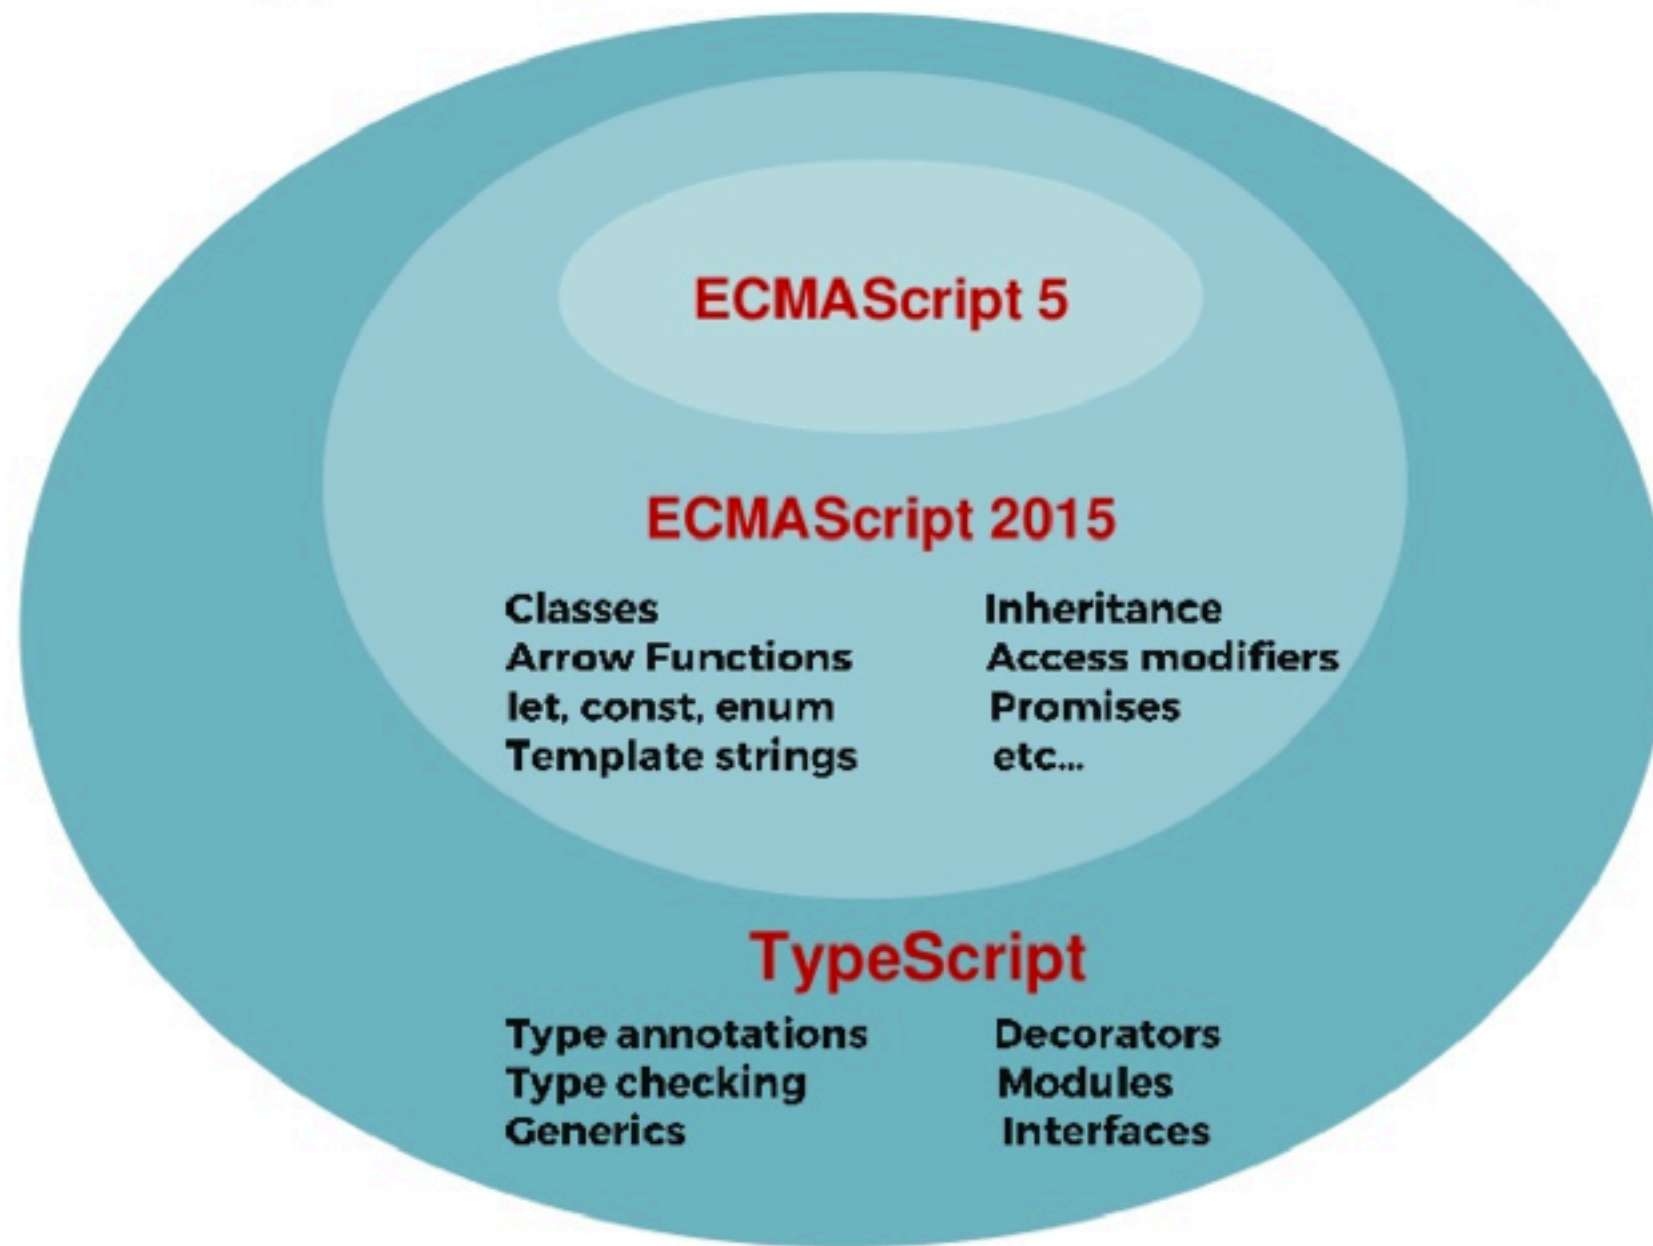 ECMAScript 5
ECMAScript 2015
Classes
Arrow Functions
let, const, enum
Template strings
Inheritance
Access modifiers
Promises
etc...
TypeScript
Type annotations
Type checking
Generics
Decorators
Modules
Interfaces